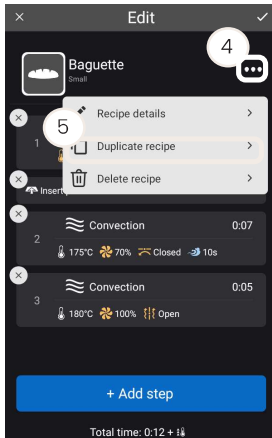 Edit
4
Baguette
Small
Recipe details
5
1
Duplicate recipe
Insert
Delete recipe
Convection 0:07
2
175°C 70% Closed 10s
Convection 0:05
3
180°C 100% Open
+ Add step
Total time: 0:12 +